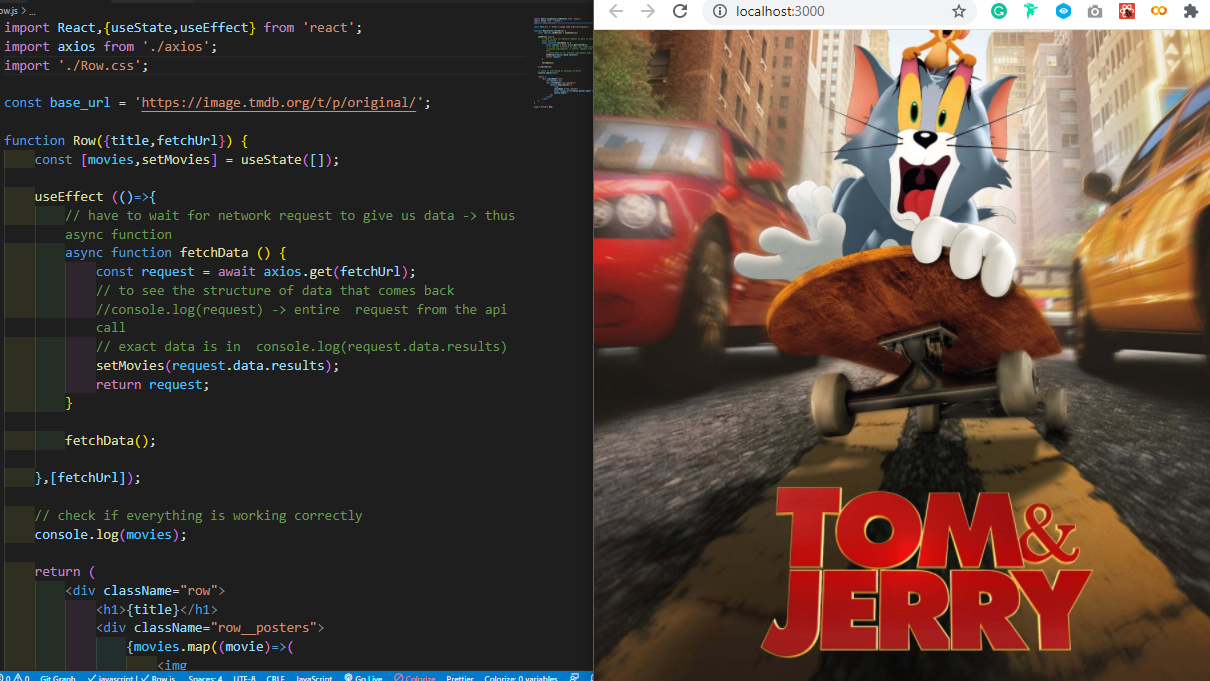 ow.js > ...
import React,{useState,useEffect} from 'react';
import axios from './axios';
import './Row.css';
const base_url = 'https://image.tmdb.org/t/p/original/';
function Row({title,fetchUrl}) {
const [movies,setMovies] = useState([]);
useEffect (()=>{
// have to wait for network request to give us data -> thus
async function
async function fetchData () {
const request = await axios.get(fetchUrl);
// to see the structure of data that comes back
//console.log(request) -> entire  request from the api
call
// exact data is in  console.log(request.data.results)
setMovies(request.data.results);
return request;
}
fetchData();
},[fetchUrl]);
// check if everything is working correctly
console.log(movies);
return (
<div className="row">
<h1>{title}</h1>
<div className="row__posters">
{movies.map((movie)=>(
<img
0 0 Git Graph javascript | Row.js Spaces: 4 UTF-8 CRLF JavaScript Go Live Colorize Prettier Colorize: 0 variables
localhost:3000
TOM &
JERRY